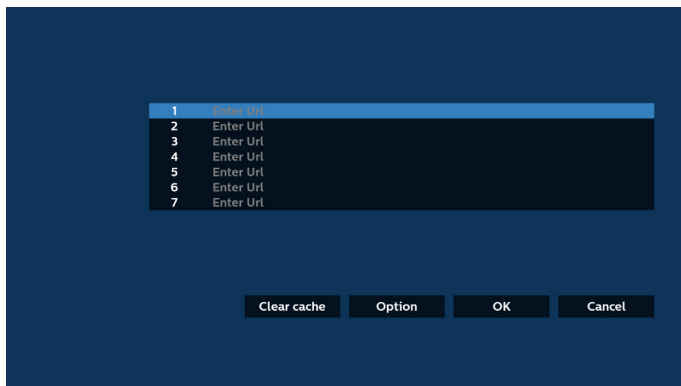 1 Enter Url
2 Enter Url
3 Enter Url
4 Enter Url
5 Enter Url
6 Enter Url
7 Enter Url
Clear cache Option OK Cancel